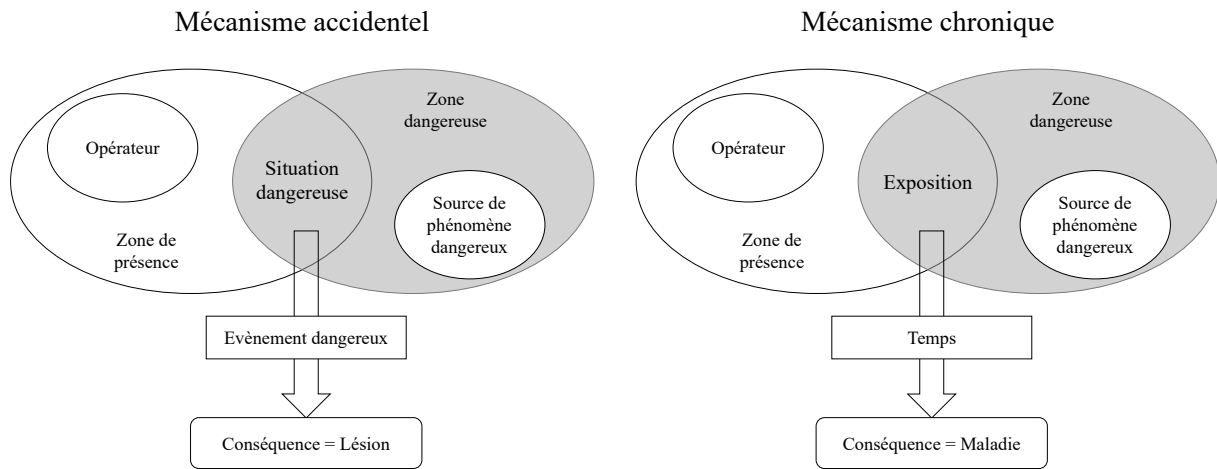 Mécanisme accidentel
Opérateur
Zone de
présence
Situation
dangereuse
Zone
dangereuse
Source de
phénomène
dangereux
Evènement dangereux
Conséquence = Lésion
Mécanisme chronique
Opérateur
Zone de
présence
Exposition
Zone
dangereuse
Source de
phénomène
dangereux
Temps
Conséquence = Maladie